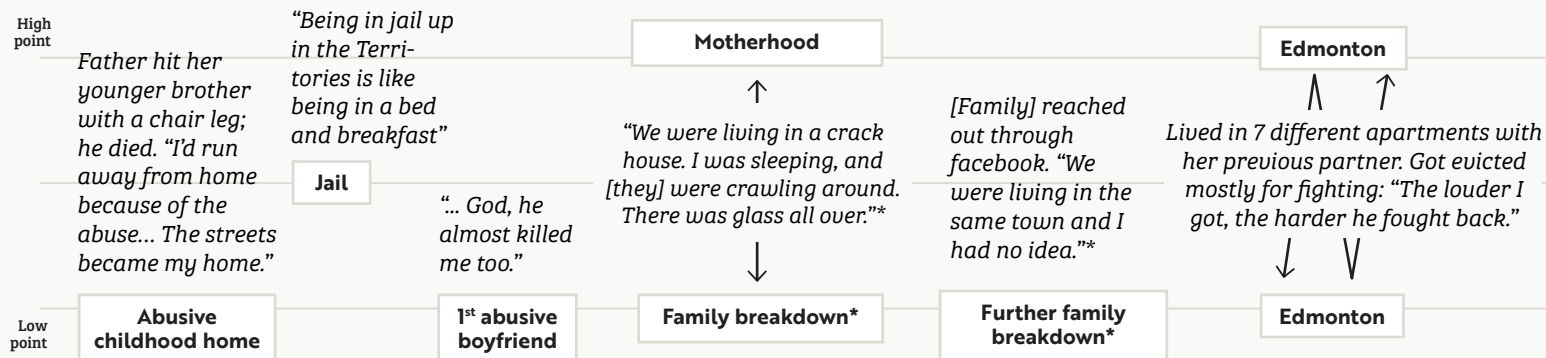 High
point
Father hit her
younger brother
with a chair leg;
he died. “I’d run
away from home
because of the
abuse... The streets
became my home.”
Abusive
childhood home
“Being in jail up
in the Terri-
tories is like
being in a bed
and breakfast”
Jail
“... God, he
almost killed
me too.”
1st abusive
boyfriend
Motherhood
“We were living in a crack
house. I was sleeping, and
[they] were crawling around.
There was glass all over.”*
Family breakdown*
[Family] reached
out through
facebook. “We
were living in the
same town and I
had no idea.”*
Further family
breakdown*
Edmonton
Lived in 7 different apartments with
her previous partner. Got evicted
mostly for fighting: “The louder I
got, the harder he fought back.”
Edmonton
Low
point